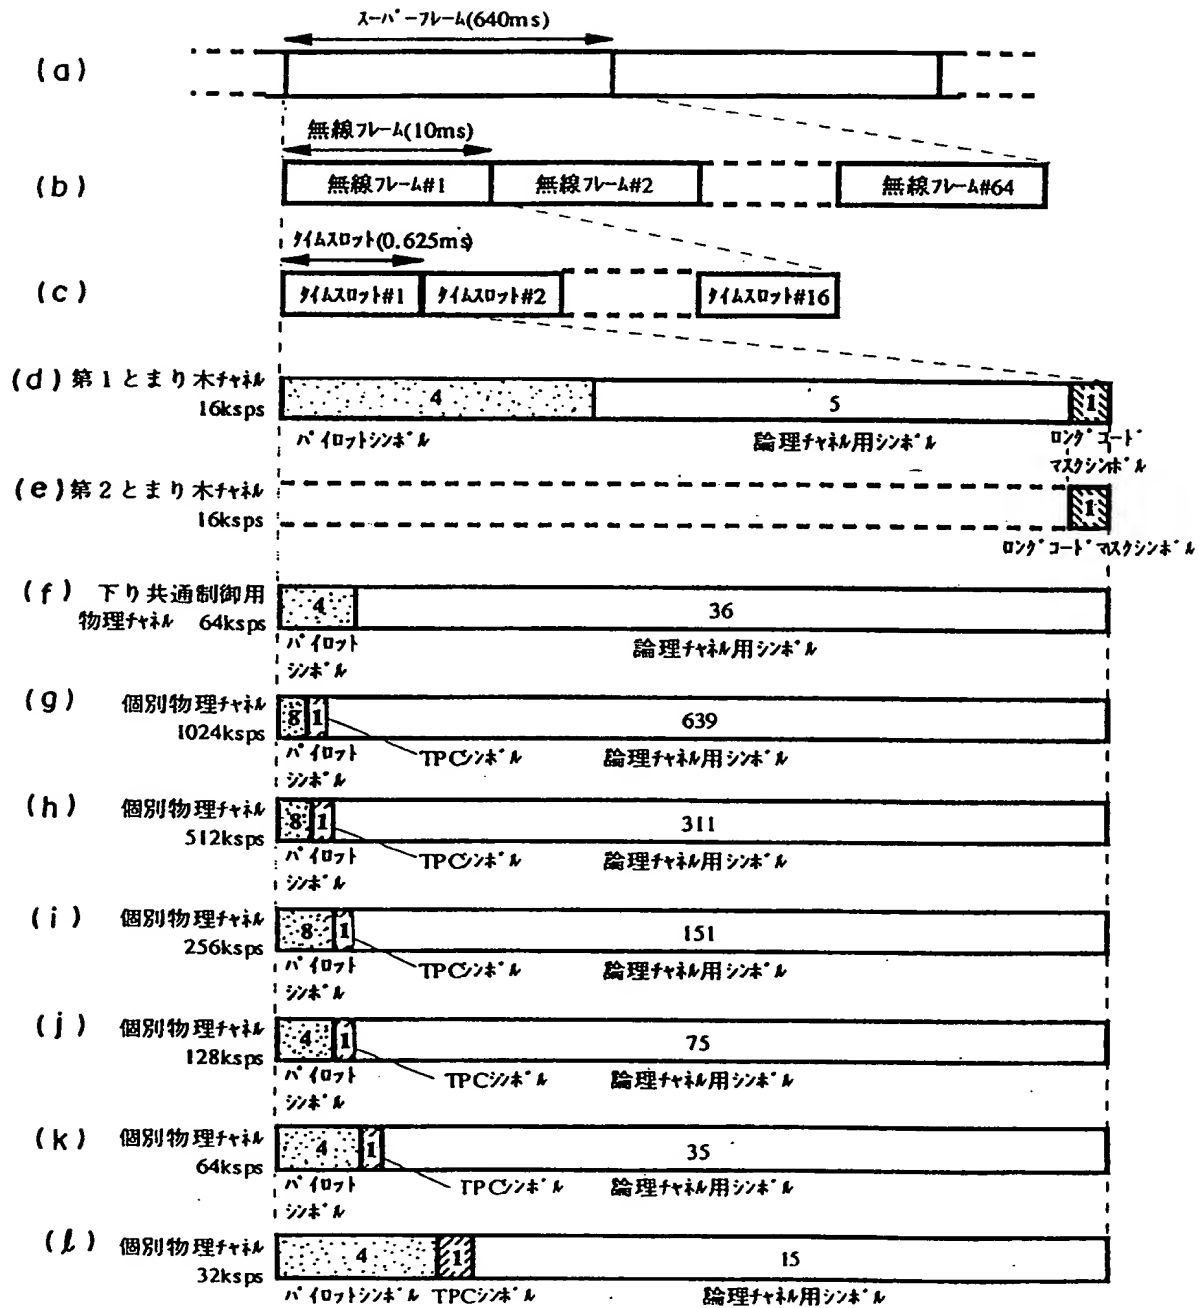 スーパーフレーム(640ms)
(a)
無線フレーム(10ms)
(b)
無線フレーム#1
無線フレーム#2
無線フレーム#64
タイムスロット(0.625ms)
(c)
タイムスロット#1
タイムスロット#2
タイムスロット#16
(d) 第1とまり木チャネル
16ksps
4
5
1
パイロットシンボル
論理チャネル用シンボル
ロングコード
マスクシンボル
(e) 第2とまり木チャネル
16ksps
1
ロングコードマスクシンボル
(f) 下り共通制御用
物理チャネル 64ksps
4
36
パイロット
シンボル
論理チャネル用シンボル
(g) 個別物理チャネル
1024ksps
8
1
639
パイロット
シンボル
TPCシンボル
論理チャネル用シンボル
(h) 個別物理チャネル
512ksps
8
1
311
パイロット
シンボル
TPCシンボル
論理チャネル用シンボル
(i) 個別物理チャネル
256ksps
8
1
151
パイロット
シンボル
TPCシンボル
論理チャネル用シンボル
(j) 個別物理チャネル
128ksps
4
1
75
パイロット
シンボル
TPCシンボル
論理チャネル用シンボル
(k) 個別物理チャネル
64ksps
4
1
35
パイロット
シンボル
TPCシンボル
論理チャネル用シンボル
(l) 個別物理チャネル
32ksps
4
1
15
パイロットシンボル
TPCシンボル
論理チャネル用シンボル